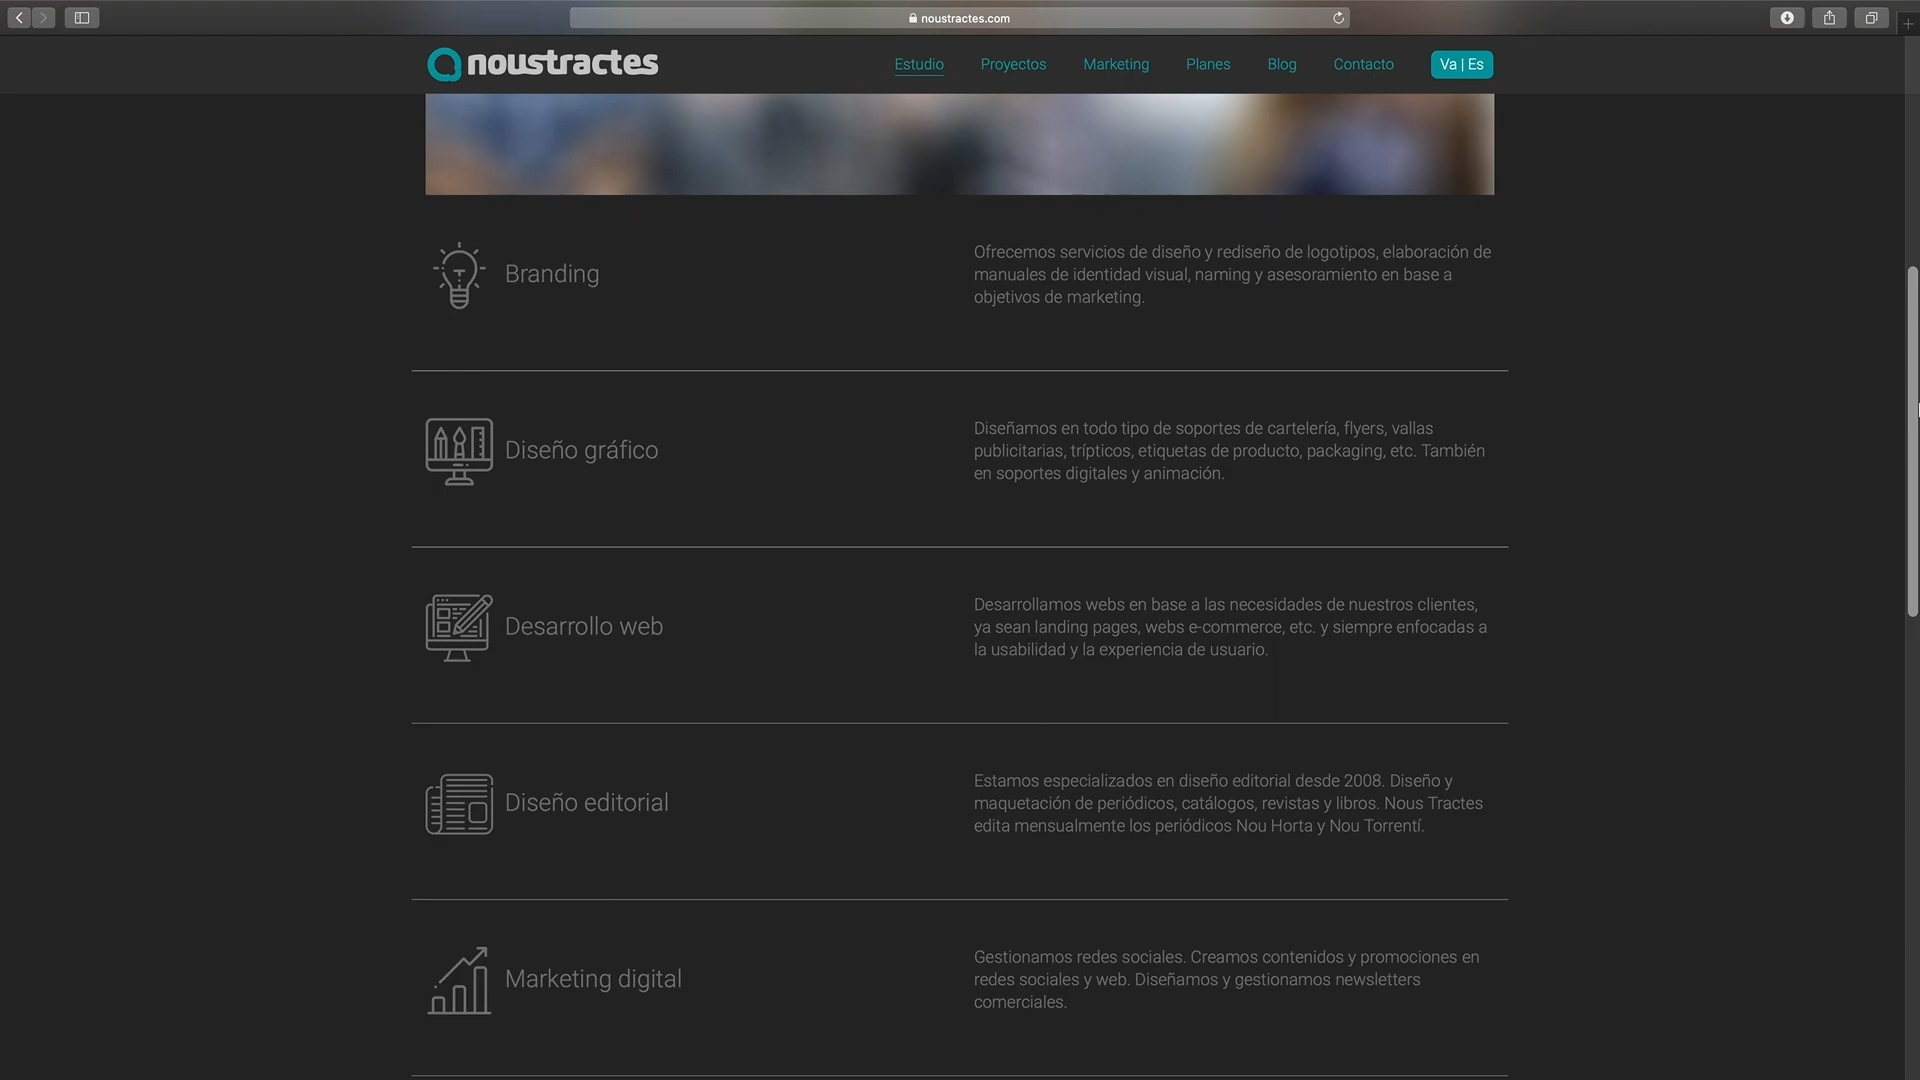 noustractes.com
noustractes
Estudio
Proyectos
Marketing
Planes
Blog
Contacto
Va | Es
Branding
Ofrecemos servicios de diseño y rediseño de logotipos, elaboración de
manuales de identidad visual, naming y asesoramiento en base a
objetivos de marketing.
Diseño gráfico
Diseñamos en todo tipo de soportes de cartelería, flyers, vallas
publicitarias, trípticos, etiquetas de producto, packaging, etc. También
en soportes digitales y animación.
Desarrollo web
Desarrollamos webs en base a las necesidades de nuestros clientes,
ya sean landing pages, webs e-commerce, etc. y siempre enfocadas a
la usabilidad y la experiencia de usuario.
Diseño editorial
Estamos especializados en diseño editorial desde 2008. Diseño y
maquetación de periódicos, catálogos, revistas y libros. Nous Tractes
edita mensualmente los periódicos Nou Horta y Nou Torrentí.
Marketing digital
Gestionamos redes sociales. Creamos contenidos y promociones en
redes sociales y web. Diseñamos y gestionamos newsletters
comerciales.